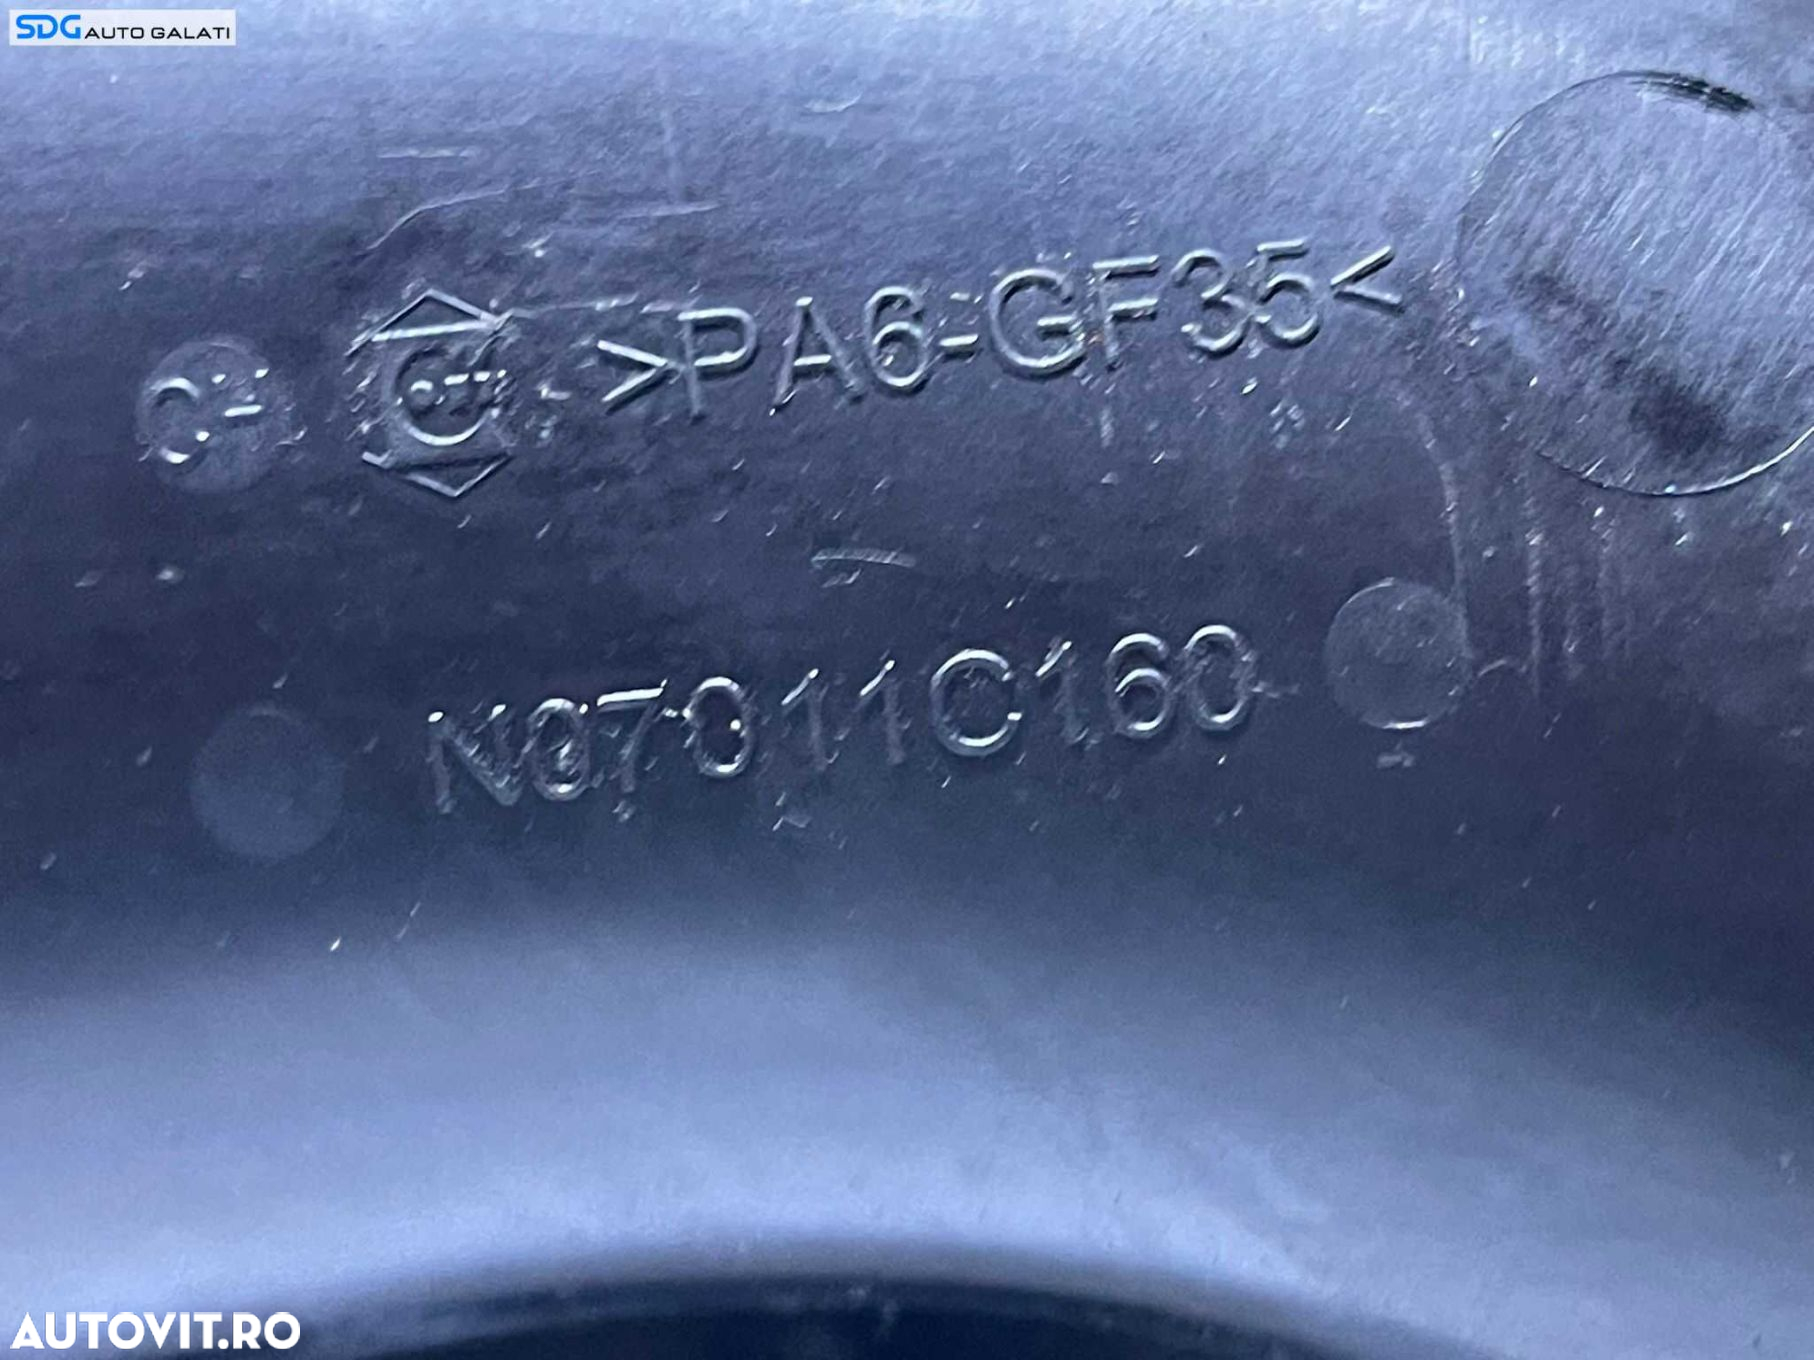 SDG AUTO GALATI
>PA6-GF35<
N07011C160
AUTOVIT.RO